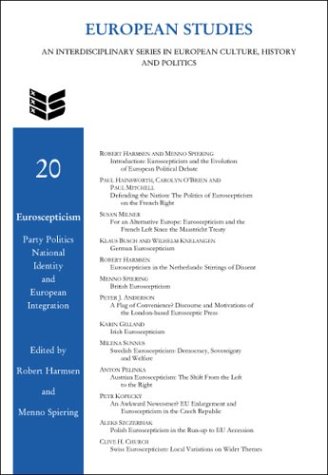 EUROPEAN STUDIES
AN INTERDISCIPLINARY SERIES IN EUROPEAN CULTURE, HISTORY
AND POLITICS
20
Euroscepticism
Party Politics
National
Identity
and
European
Integration
Edited
by
Robert Harmsen
and
Menno Spiering
ROBERT HARMSEN AND MENNO SPIERING
Introduction: Euroscepticism and the Evolution
of European Political Debate
PAUL HAINSWORTH, CAROLYN O'BRIEN AND
PAUL MITCHELL
Defending the Nation: The Politics of Euroscepticism
on the French Right
SUSAN MILNER
For an Alternative Europe: Euroscepticism and the
French Left Since the Maastricht Treaty
KLAUS BUSCH AND WILHELM KNELANGEN
German Euroscepticism
ROBERT HARMSEN
Euroscepticism in the Netherlands: Stirrings of Dissent
MENNO SPIERING
British Euroscepticism
PETER J. ANDERSON
A Flag of Convenience? Discourse and Motivations of
the London-based Eurosceptic Press
KARIN GILLAND
Irish Euroscepticism
MILENA SUNNUS
Swedish Euroscepticism: Democracy, Sovereignty
and Welfare
ANTON PELINKA
Austrian Euroscepticism: The Shift From the Left
to the Right
PETR KOPECKY
An Awkward Newcomer? EU Enlargement and
Euroscepticism in the Czech Republic
ALEKS SZCZERBIAK
Polish Euroscepticism in the Run-up to EU Accession
CLIVE H. CHURCH
Swiss Euroscepticism: Local Variations on Wider Themes